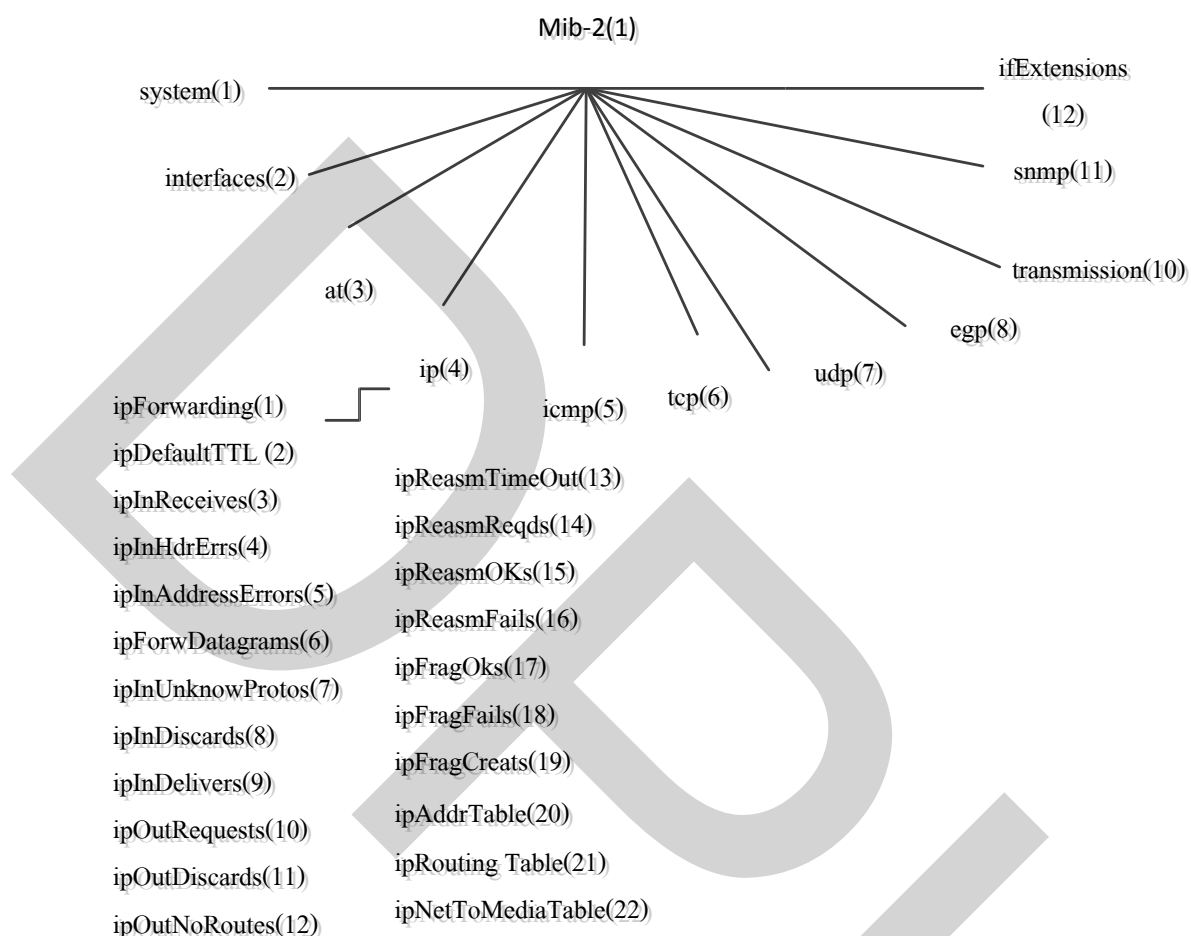 Mib-2(1)
system(1)
ifExtensions
(12)
interfaces(2)
snmp(11)
at(3)
transmission(10)
egp(8)
ip(4)
udp(7)
tcp(6)
icmp(5)
ipForwarding(1)
ipDefaultTTL (2)
ipInReceives(3)
ipInHdrErrs(4)
ipInAddressErrors(5)
ipForwDatagrams(6)
ipInUnknowProtos(7)
ipInDiscards(8)
ipInDelivers(9)
ipOutRequests(10)
ipOutDiscards(11)
ipOutNoRoutes(12)
ipReasmTimeOut(13)
ipReasmReqds(14)
ipReasmOKs(15)
ipReasmFails(16)
ipFragOks(17)
ipFragFails(18)
ipFragCreats(19)
ipAddrTable(20)
ipRouting Table(21)
ipNetToMediaTable(22)